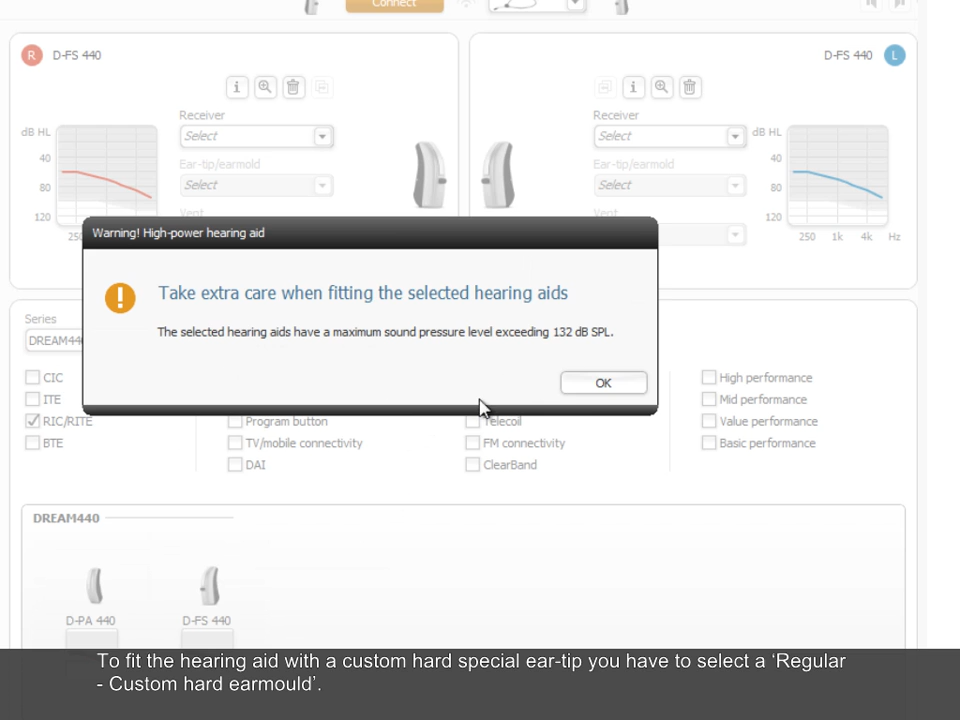 Connect
R D-FS 440
D-FS 440 L
Receiver
Select
Ear-tip/earmold
Select
Vent
dB HL
40
80
120
Receiver
Select
Ear-tip/earmold
Select
Vent
dB HL
40
80
120
250 1k 4k Hz
Warning! High-power hearing aid
Take extra care when fitting the selected hearing aids
The selected hearing aids have a maximum sound pressure level exceeding 132 dB SPL.
OK
Series
CIC
ITE
RIC/RITE
BTE
Program button
TV/mobile connectivity
DAI
Telecoil
FM connectivity
ClearBand
High performance
Mid performance
Value performance
Basic performance
DREAM440
D-PA 440
D-FS 440
To fit the hearing aid with a custom hard special ear-tip you have to select a ‘Regular
- Custom hard earmould’.